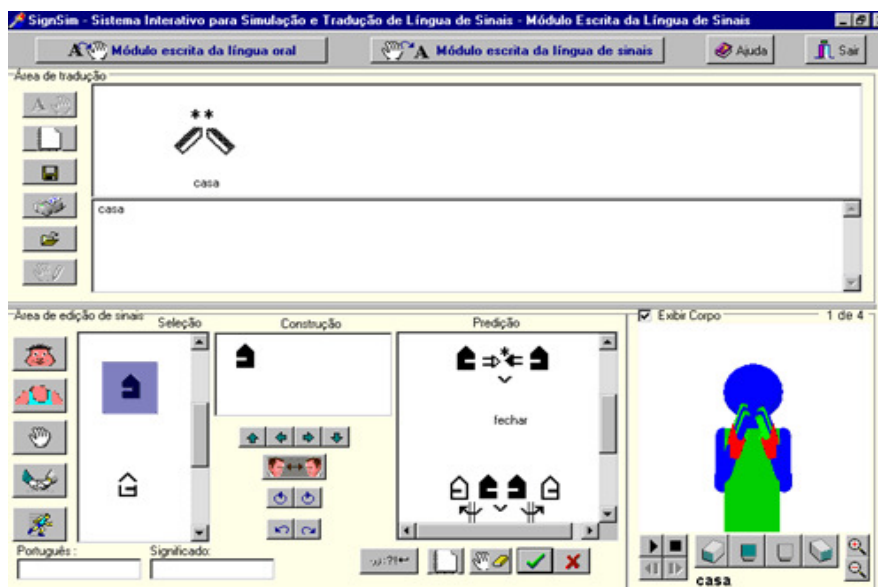 SignSim - Sistema Interativo para Simulação e Tradução de Língua de Sinais - Módulo Escrita da Língua de Sinais
A Módulo escrita da língua oral
A Módulo escrita da língua de sinais
Ajuda
Sair
Área de tradução
A
casa
casa
Área de edição de sinais
Seleção
Construção
Predição
Exibir Corpo
1 de 4
fechar
Português :
Significado:
casa